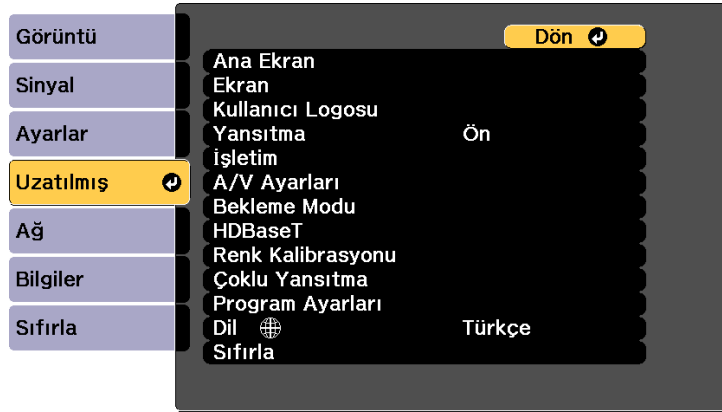 Görüntü
Sinyal
Ayarlar
Uzatılmış
Ağ
Bilgiler
Sıfırla
Dön
Ana Ekran
Ekran
Kullanıcı Logosu
Yansıtma Ön
İşletim
A/V Ayarları
Bekleme Modu
HDBaseT
Renk Kalibrasyonu
Çoklu Yansıtma
Program Ayarları
Dil Türkçe
Sıfırla